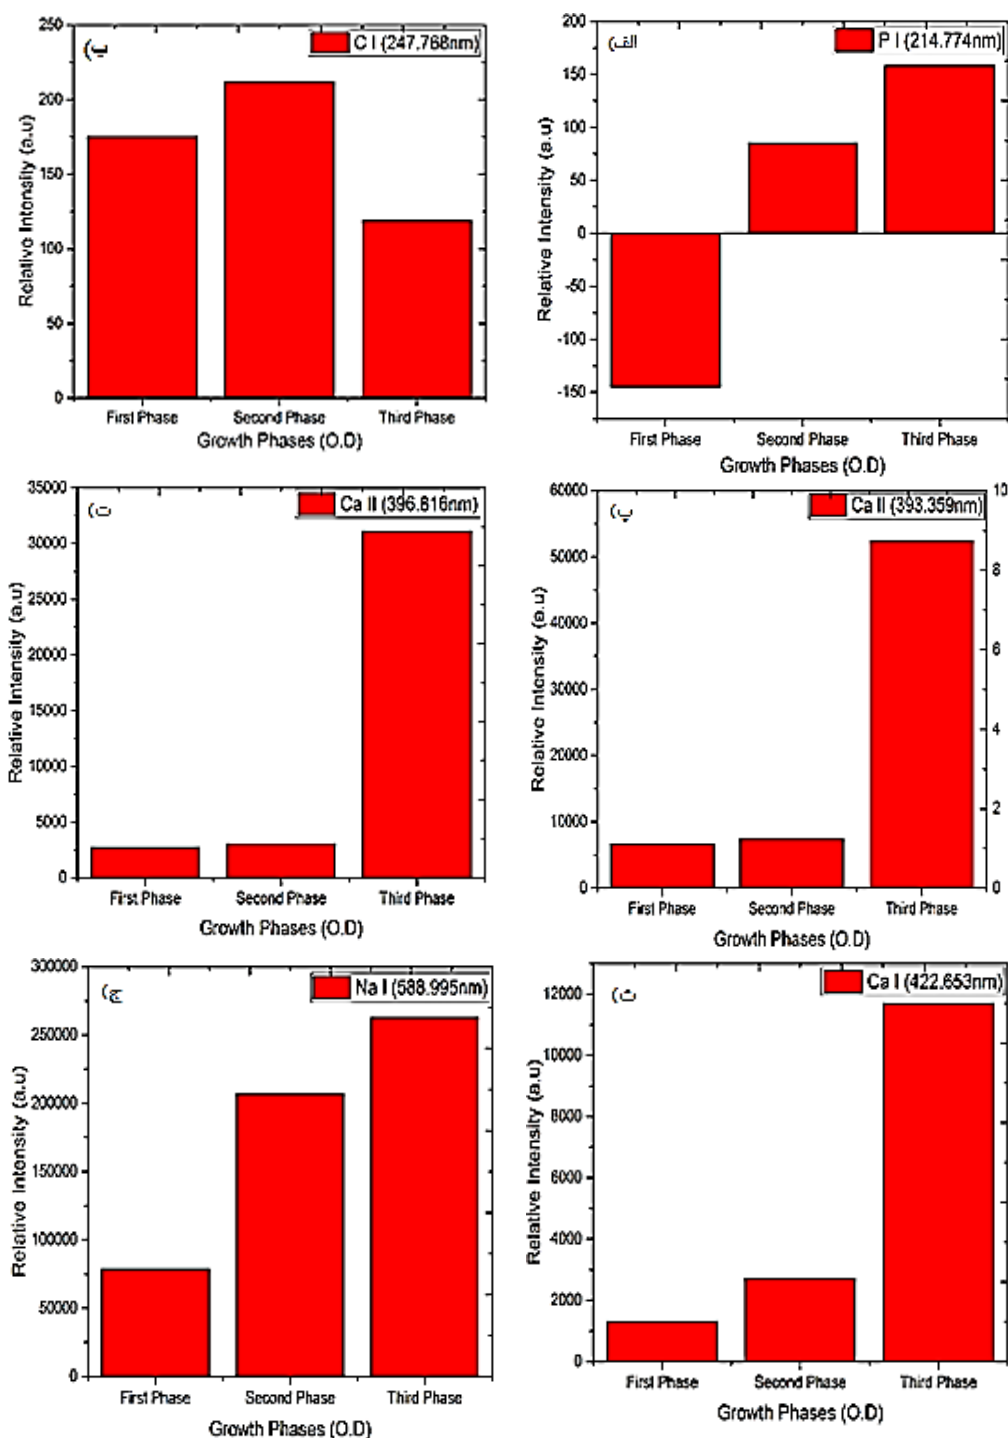 ب)
C I (247.768nm)
250
200
150
100
50
0
Relative Intensity (a.u)
First Phase Second Phase Third Phase
Growth Phases (O.D)
الف)
P I (214.774nm)
200
150
100
50
0
-50
-100
-150
Relative Intensity (a.u)
First Phase Second Phase Third Phase
Growth Phases (O.D)
ت)
Ca II (396.816nm)
35000
30000
25000
20000
15000
10000
5000
0
Relative Intensity (a.u)
First Phase Second Phase Third Phase
Growth Phases (O.D)
پ)
Ca II (393.359nm)
60000
50000
40000
30000
20000
10000
0
10
8
6
4
2
0
Relative Intensity (a.u)
First Phase Second Phase Third Phase
Growth Phases (O.D)
ج)
Na I (588.995nm)
300000
250000
200000
150000
100000
50000
0
Relative Intensity (a.u)
First Phase Second Phase Third Phase
Growth Phases (O.D)
ث)
Ca I (422.653nm)
12000
10000
8000
6000
4000
2000
0
Relative Intensity (a.u)
First Phase Second Phase Third Phase
Growth Phases (O.D)